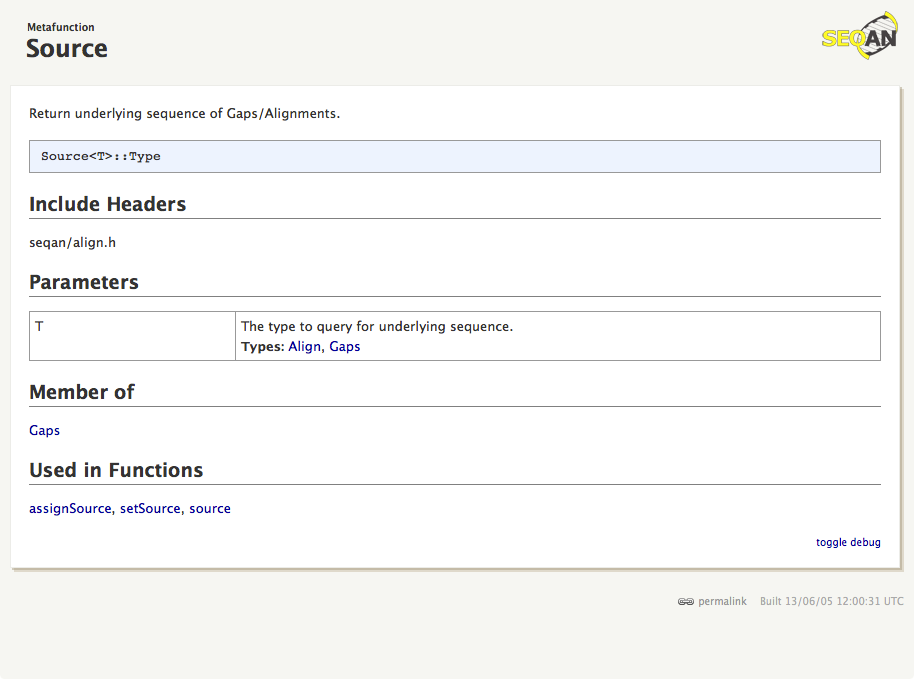 Metafunction
Source
SEQAN
Return underlying sequence of Gaps/Alignments.
Source<T>::Type
Include Headers
seqan/align.h
Parameters
T
The type to query for underlying sequence.
Types: Align, Gaps
Member of
Gaps
Used in Functions
assignSource, setSource, source
toggle debug
permalink Built 13/06/05 12:00:31 UTC